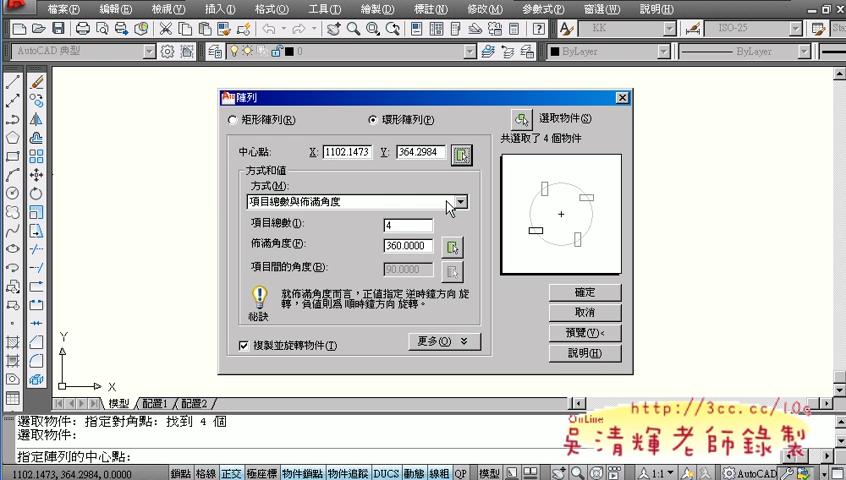 檔案(F) 編輯(E) 檢視(V) 插入(I) 格式(O) 工具(T) 繪製(D) 標註(N) 修改(M) 參數式(P) 視窗(W) 說明(H)
KK ISO-25
AutoCAD 典型 0 ByLayer ByLayer
陣列
矩形陣列(R) 環形陣列(P) 選取物件(S)
共選取了 4 個物件
中心點: X: 1102.1473 Y: 364.2984
方式和值
方式(M):
項目總數與佈滿角度
項目總數(I): 4
佈滿角度(F): 360.0000
項目間的角度(B): 90.0000
就佈滿角度而言，正值指定 逆時鐘方向 旋
轉，負值則為 順時鐘方向 旋轉。
秘訣
複製並旋轉物件(T) 更多(O)
確定
取消
預覽(V)<
說明(H)
Y
X
模型 配置1 配置2
選取物件: 指定對角點: 找到 4 個
選取物件:
指定陣列的中心點:
http://3cc.cc/10g
OnLine
吳清輝老師錄製
1102.1473, 364.2984, 0.0000 鎖點 格線 正交 極座標 物件鎖點 物件追蹤 DUCS 動態 線粗 QP 模型 1:1 AutoCAD